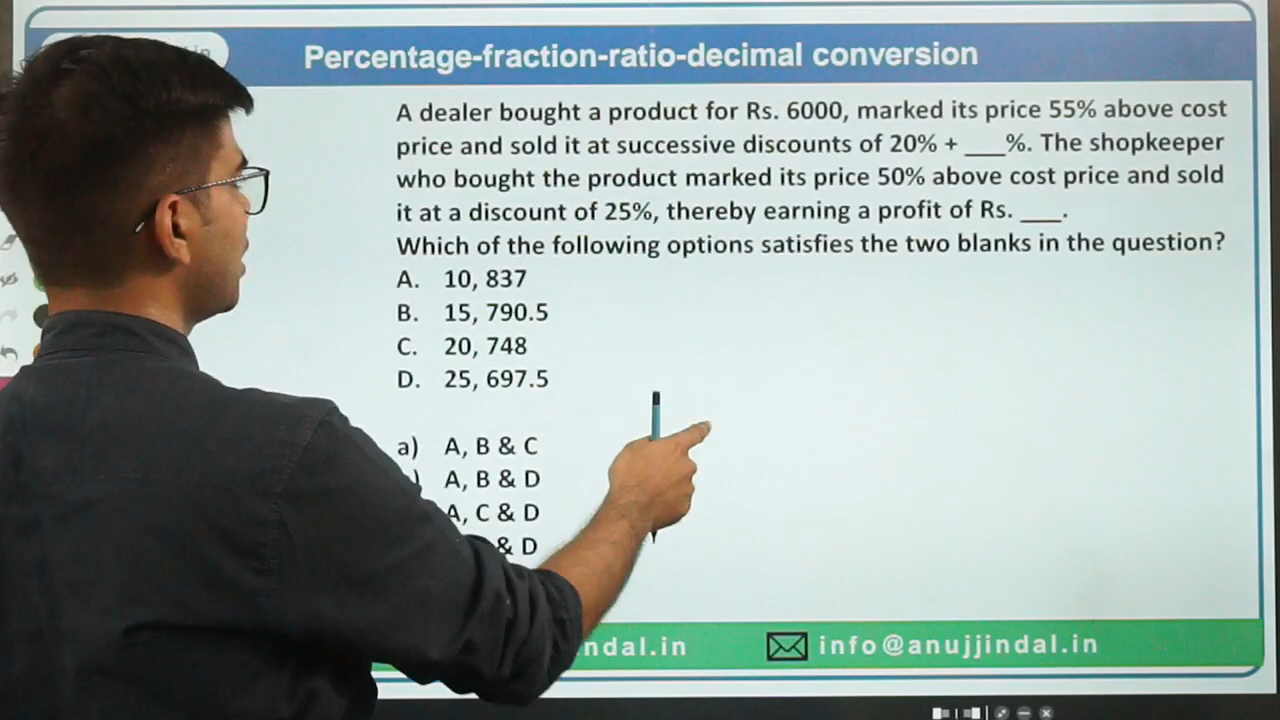 Percentage-fraction-ratio-decimal conversion
A dealer bought a product for Rs. 6000, marked its price 55% above cost
price and sold it at successive discounts of 20% + ___%. The shopkeeper
who bought the product marked its price 50% above cost price and sold
it at a discount of 25%, thereby earning a profit of Rs. ___.
Which of the following options satisfies the two blanks in the question?
A. 10, 837
B. 15, 790.5
C. 20, 748
D. 25, 697.5
a) A, B & C
) A, B & D
A, C & D
& D
ndal.in
info@anujjindal.in